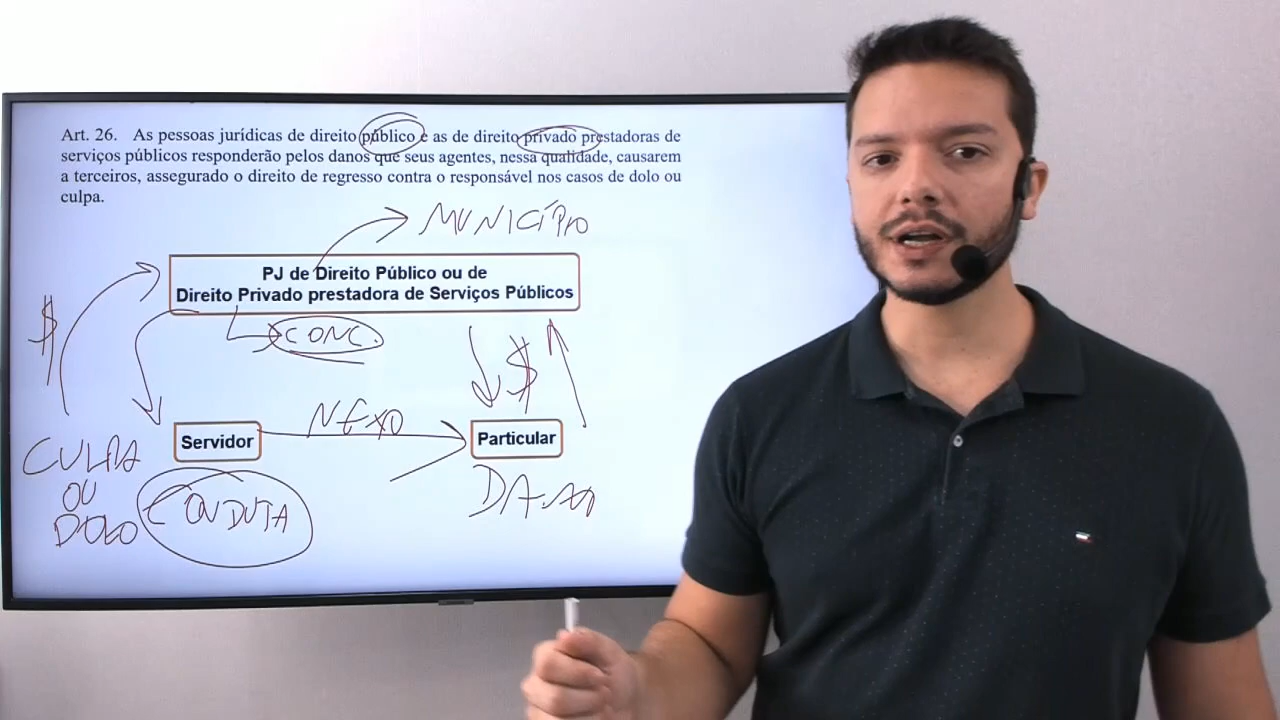 Art. 26. As pessoas jurídicas de direito público e as de direito privado prestadoras de
serviços públicos responderão pelos danos que seus agentes, nessa qualidade, causarem
a terceiros, assegurado o direito de regresso contra o responsável nos casos de dolo ou
culpa.
MUNICÍPIO
PJ de Direito Público ou de
Direito Privado prestadora de Serviços Públicos
$
CONC.
$
NEXO
Servidor
Particular
CULPA
OU
DOLO
CONDUTA
DANO